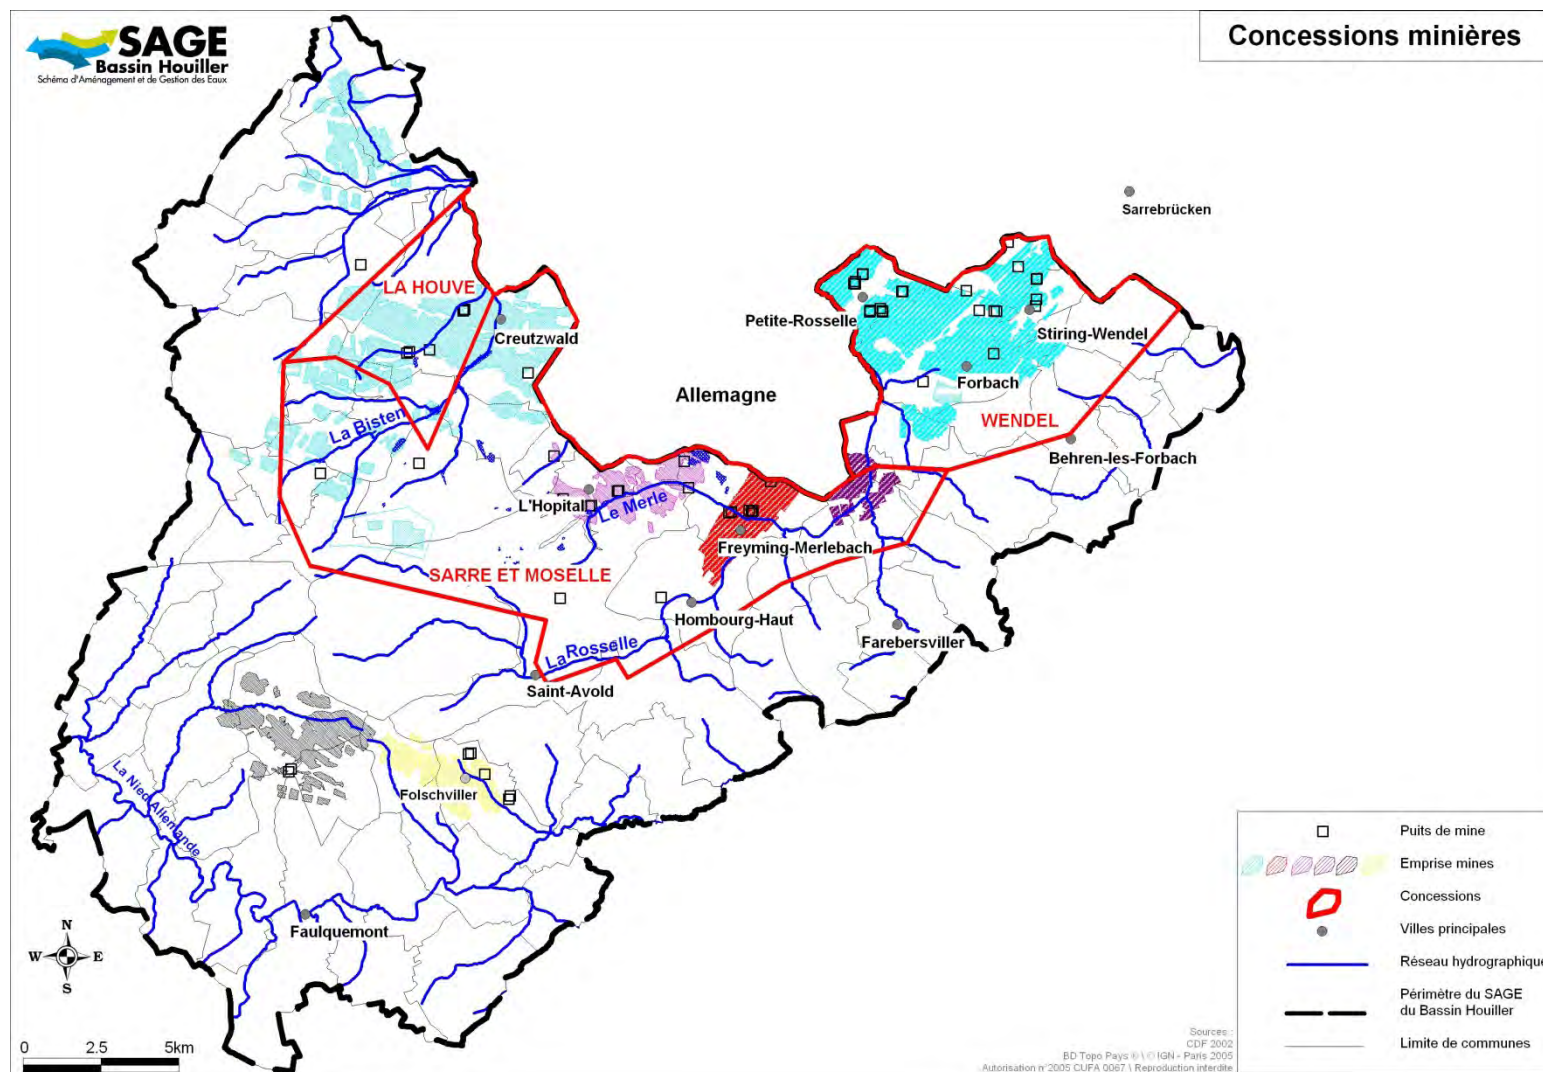 SAGE
Bassin Houiller
Schéma d'Aménagement et de Gestion des Eaux
Concessions minières
Sarrebrücken
LA HOUVE
Creutzwald
Petite-Rosselle
Stiring-Wendel
Forbach
Allemagne
WENDEL
Behren-les-Forbach
La Bisten
L'Hopital
Le Merle
Freyming-Merlebach
SARRE ET MOSELLE
Hombourg-Haut
Farebersviller
La Rosselle
Saint-Avold
La Nied Allemande
Folschviller
Faulquemont
N
W E
S
0 2.5 5km
Puits de mine
Emprise mines
Concessions
Villes principales
Réseau hydrographique
Périmètre du SAGE
du Bassin Houiller
Limite de communes
Sources :
CDF 2002
BD Topo Pays ® \ © IGN - Paris 2005
Autorisation n°2005 CUFA 0067 \ Reproduction interdite